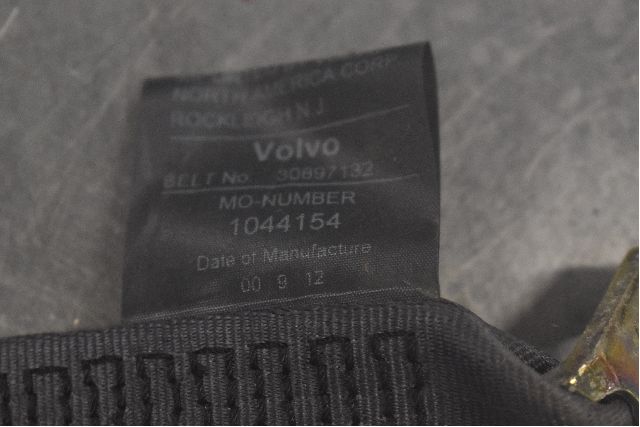 NORTH AMERICA CORP.
ROCKLEIGH N J
Volvo
BELT No. 30897132
MO-NUMBER
1044154
Date of Manufacture
00 9 12